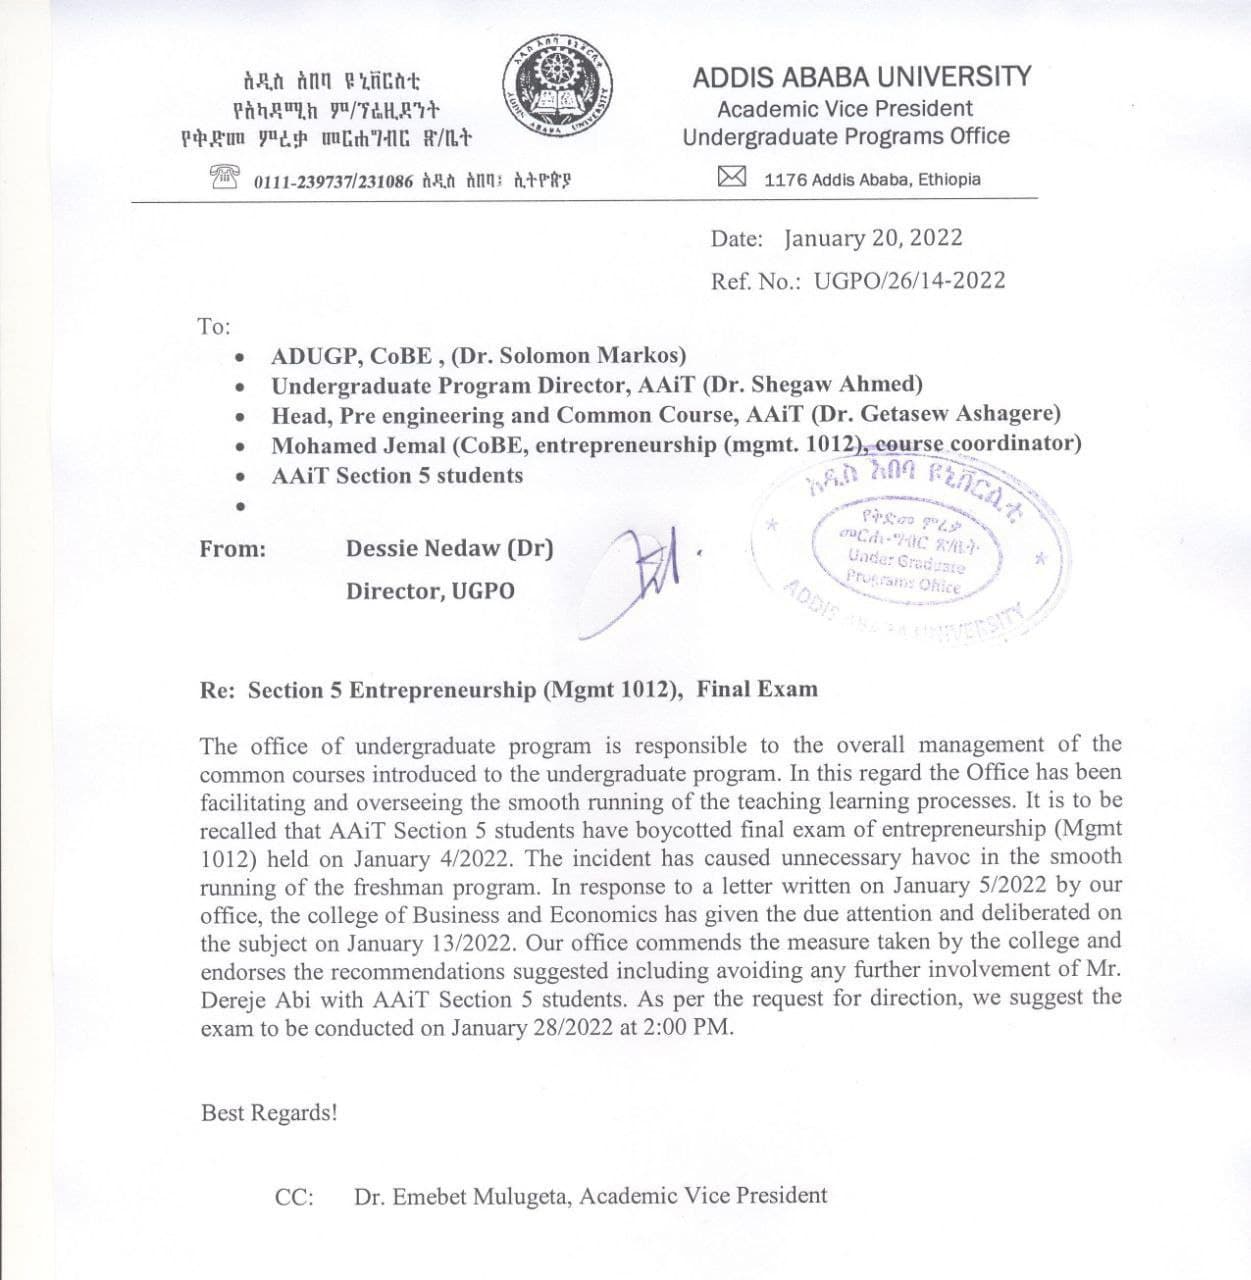 አዲስ አበባ ዩኒቨርስቲ
የአካዳሚክ ም/ፕሬዚዳንት
የቅድመ ምረቃ መርሐግብር ጽ/ቤት
0111-239737/231086 አዲስ አበባ፤ ኢትዮጵያ
ADDIS ABABA UNIVERSITY
Academic Vice President
Undergraduate Programs Office
1176 Addis Ababa, Ethiopia
Date: January 20, 2022
Ref. No.: UGPO/26/14-2022
To:
• ADUGP, CoBE , (Dr. Solomon Markos)
• Undergraduate Program Director, AAiT (Dr. Shegaw Ahmed)
• Head, Pre engineering and Common Course, AAiT (Dr. Getasew Ashagere)
• Mohamed Jemal (CoBE, entrepreneurship (mgmt. 1012), course coordinator)
• AAiT Section 5 students
•
አዲስ አበባ ዩኒቨርሲቲ
የቅድመ ምረቃ
መርሐ-ግብር ጽ/ቤት
Under Graduate
Programs Office
ADDIS ABABA UNIVERSITY
From: Dessie Nedaw (Dr)
Director, UGPO
Re: Section 5 Entrepreneurship (Mgmt 1012), Final Exam
The office of undergraduate program is responsible to the overall management of the
common courses introduced to the undergraduate program. In this regard the Office has been
facilitating and overseeing the smooth running of the teaching learning processes. It is to be
recalled that AAiT Section 5 students have boycotted final exam of entrepreneurship (Mgmt
1012) held on January 4/2022. The incident has caused unnecessary havoc in the smooth
running of the freshman program. In response to a letter written on January 5/2022 by our
office, the college of Business and Economics has given the due attention and deliberated on
the subject on January 13/2022. Our office commends the measure taken by the college and
endorses the recommendations suggested including avoiding any further involvement of Mr.
Dereje Abi with AAiT Section 5 students. As per the request for direction, we suggest the
exam to be conducted on January 28/2022 at 2:00 PM.
Best Regards!
CC: Dr. Emebet Mulugeta, Academic Vice President